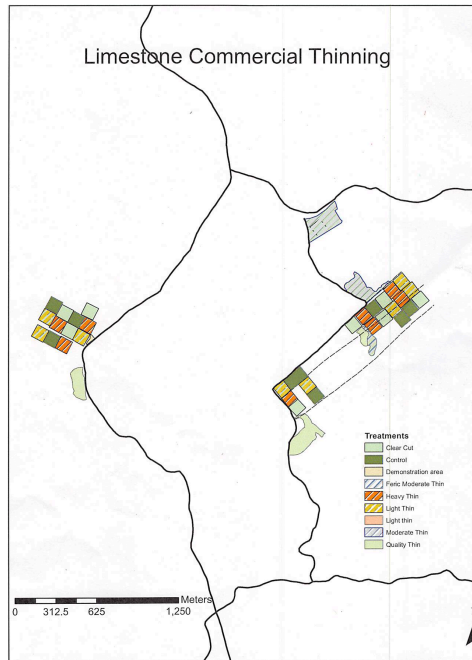 Limestone Commercial Thinning
Treatments
Clear Cut
Control
Demonstration area
Feric Moderate Thin
Heavy Thin
Light Thin
Light thin
Moderate Thin
Quality Thin
Meters
0 312.5 625 1,250